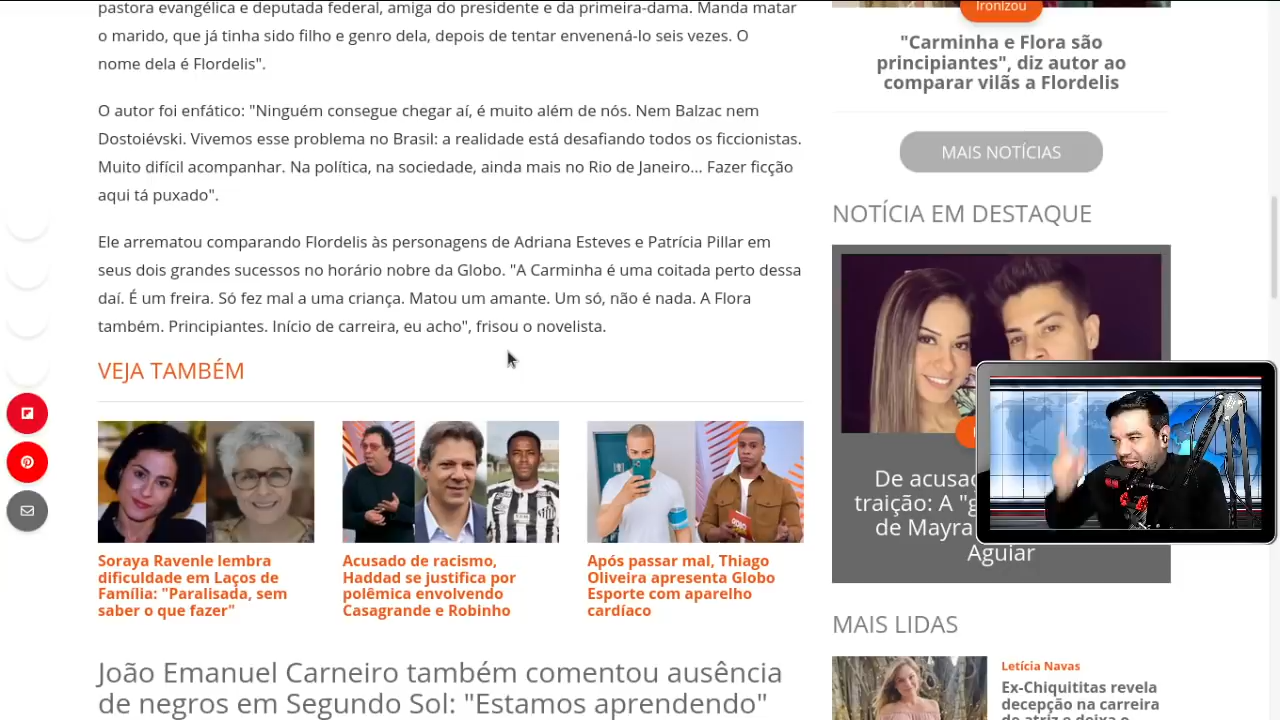 pastora evangélica e deputada federal, amiga do presidente e da primeira-dama. Manda matar
o marido, que já tinha sido filho e genro dela, depois de tentar envenená-lo seis vezes. O
nome dela é Flordelis".
O autor foi enfático: "Ninguém consegue chegar aí, é muito além de nós. Nem Balzac nem
Dostoiévski. Vivemos esse problema no Brasil: a realidade está desafiando todos os ficcionistas.
Muito difícil acompanhar. Na política, na sociedade, ainda mais no Rio de Janeiro... Fazer ficção
aqui tá puxado".
Ele arrematou comparando Flordelis às personagens de Adriana Esteves e Patrícia Pillar em
seus dois grandes sucessos no horário nobre da Globo. "A Carminha é uma coitada perto dessa
daí. É um freira. Só fez mal a uma criança. Matou um amante. Um só, não é nada. A Flora
também. Principiantes. Início de carreira, eu acho", frisou o novelista.
VEJA TAMBÉM
Soraya Ravenle lembra
dificuldade em Laços de
Família: "Paralisada, sem
saber o que fazer"
Acusado de racismo,
Haddad se justifica por
polêmica envolvendo
Casagrande e Robinho
Após passar mal, Thiago
Oliveira apresenta Globo
Esporte com aparelho
cardíaco
João Emanuel Carneiro também comentou ausência
de negros em Segundo Sol: "Estamos aprendendo"
Ironizou
"Carminha e Flora são
principiantes", diz autor ao
comparar vilãs a Flordelis
MAIS NOTÍCIAS
NOTÍCIA EM DESTAQUE
De
traição: A
de Mayra
Aguiar
MAIS LIDAS
Letícia Navas
Ex-Chiquititas revela
decepção na carreira
de atriz e deixa o